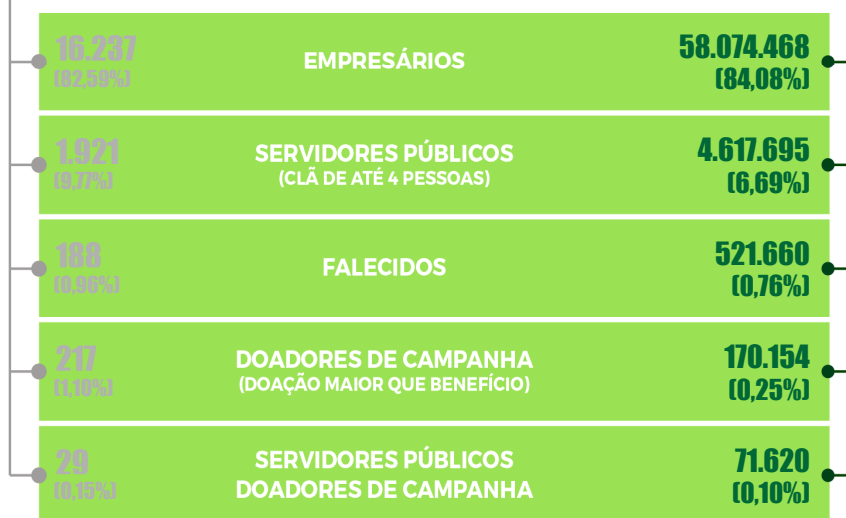 16.237
(82,59%)
EMPRESÁRIOS
58.074.468
(84,08%)
1.921
(9,77%)
SERVIDORES PÚBLICOS
(CLÃ DE ATÉ 4 PESSOAS)
4.617.695
(6,69%)
188
(0,96%)
FALECIDOS
521.660
(0,76%)
217
(1,10%)
DOADORES DE CAMPANHA
(DOAÇÃO MAIOR QUE BENEFÍCIO)
170.154
(0,25%)
29
(0,15%)
SERVIDORES PÚBLICOS
DOADORES DE CAMPANHA
71.620
(0,10%)